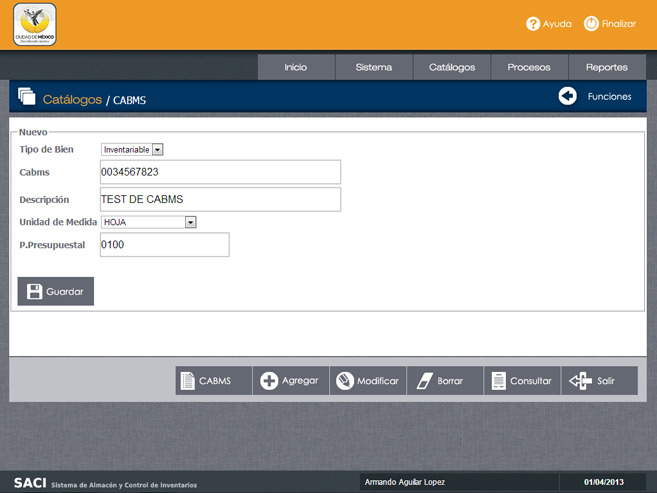 CIUDAD DE MÉXICO
Ayuda
Finalizar
Inicio
Sistema
Catálogos
Procesos
Reportes
Catálogos / CABMS
Funciones
Nuevo
Tipo de Bien Inventariable
Cabms 0034567823
Descripción TEST DE CABMS
Unidad de Medida HOJA
P.Presupuestal 0100
Guardar
CABMS
Agregar
Modificar
Borrar
Consultar
Salir
SACI Sistema de Almacén y Control de Inventarios
Armando Aguilar Lopez
01/04/2013